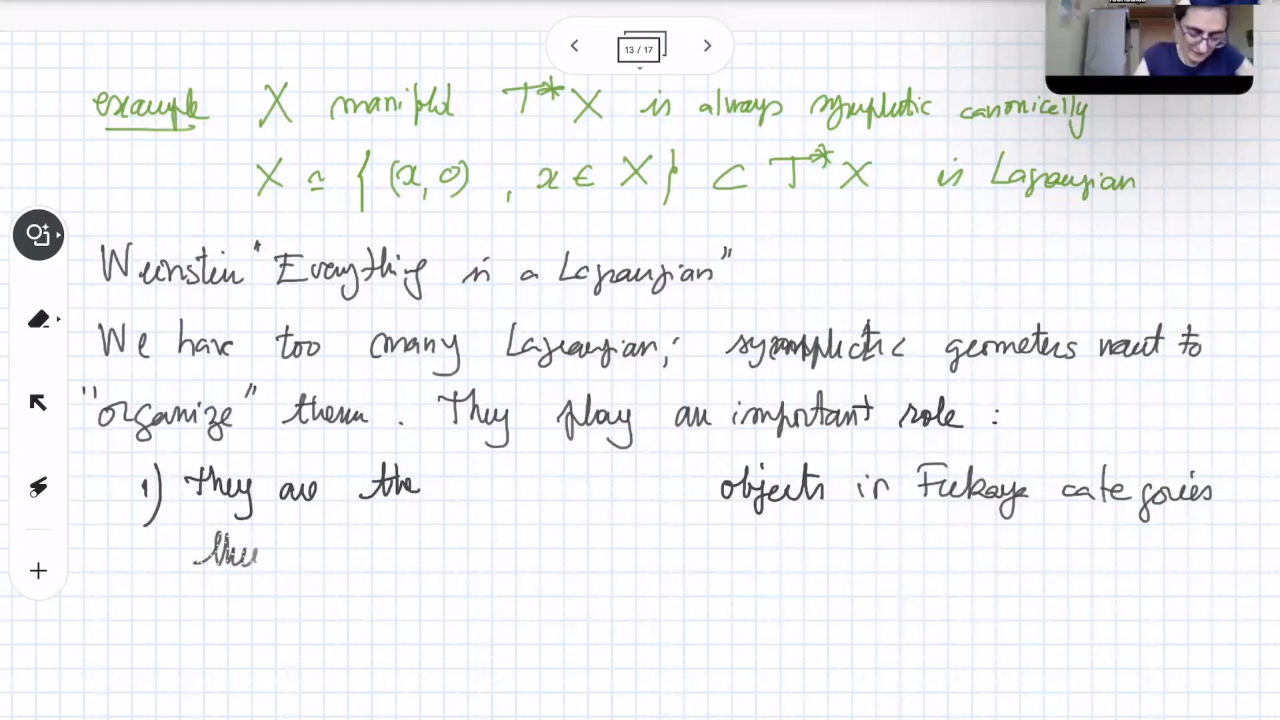 13 / 17
example X manifold T*X is always symplectic canonically
X ≃ { (x, 0) , x ∈ X } ⊂ T*X is Lagrangian
Weinstein "Everything is a Lagrangian"
We have too many Lagrangian; symplectic geometers want to
"organize" them. They play an important role :
1) they are the objects in Fukaya categories